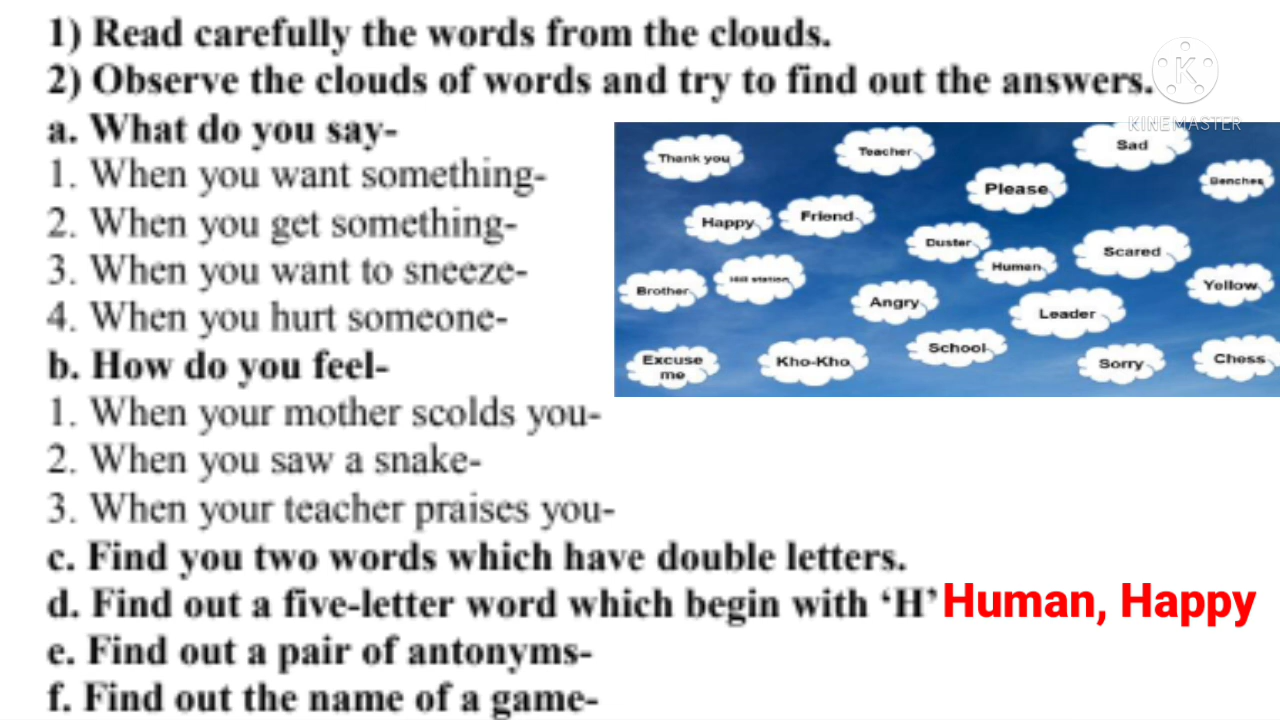 1) Read carefully the words from the clouds.
2) Observe the clouds of words and try to find out the answers.
KINEMASTER
a. What do you say-
1. When you want something-
2. When you get something-
3. When you want to sneeze-
4. When you hurt someone-
b. How do you feel-
1. When your mother scolds you-
2. When you saw a snake-
3. When your teacher praises you-
c. Find you two words which have double letters.
d. Find out a five-letter word which begin with ‘H’ Human, Happy
e. Find out a pair of antonyms-
f. Find out the name of a game-
Thank you
Teacher
Sad
Please
Benches
Happy
Friend
Duster
Human
Scared
Brother
Hill station
Angry
Leader
Yellow
Excuse
me
Kho-Kho
School
Sorry
Chess